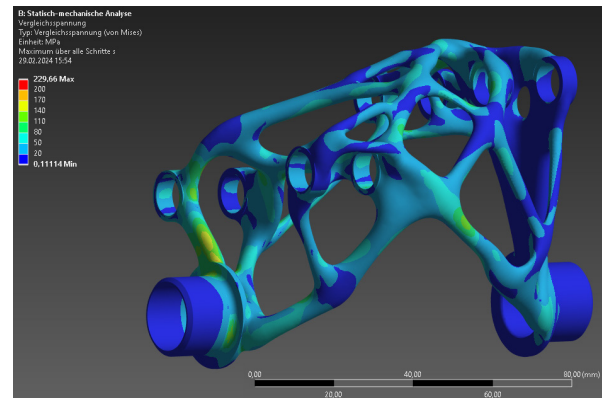 B: Statisch-mechanische Analyse
Vergleichsspannung
Typ: Vergleichsspannung (von Mises)
Einheit: MPa
Maximum über alle Schritte s
29.02.2024 15:54
229,66 Max
200
170
140
110
80
50
20
0,11114 Min
0,00 40,00 80,00 (mm)
20,00 60,00